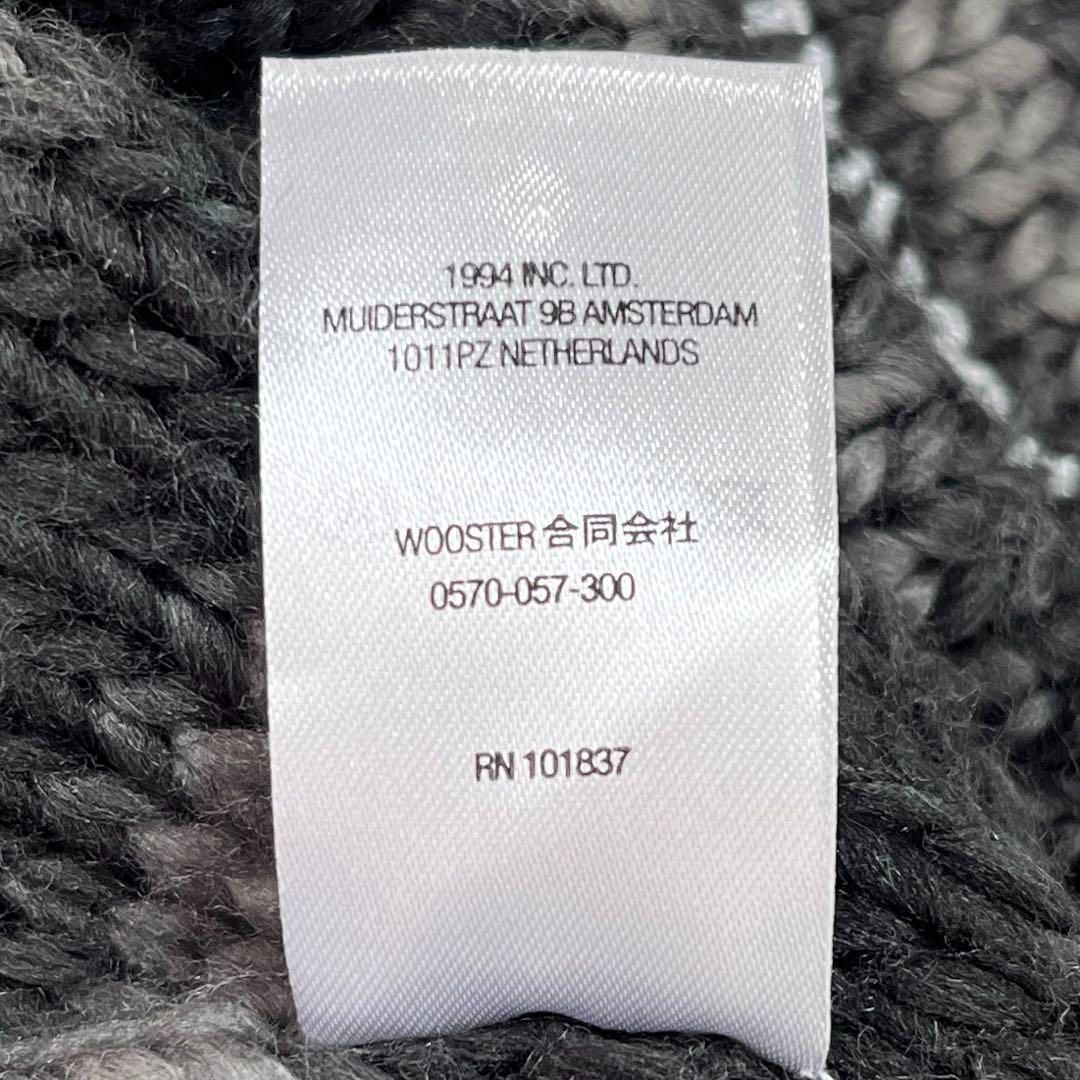 1994 INC. LTD.
MUIDERSTRAAT 9B AMSTERDAM
1011PZ NETHERLANDS
WOOSTER 合同会社
0570-057-300
RN 101837